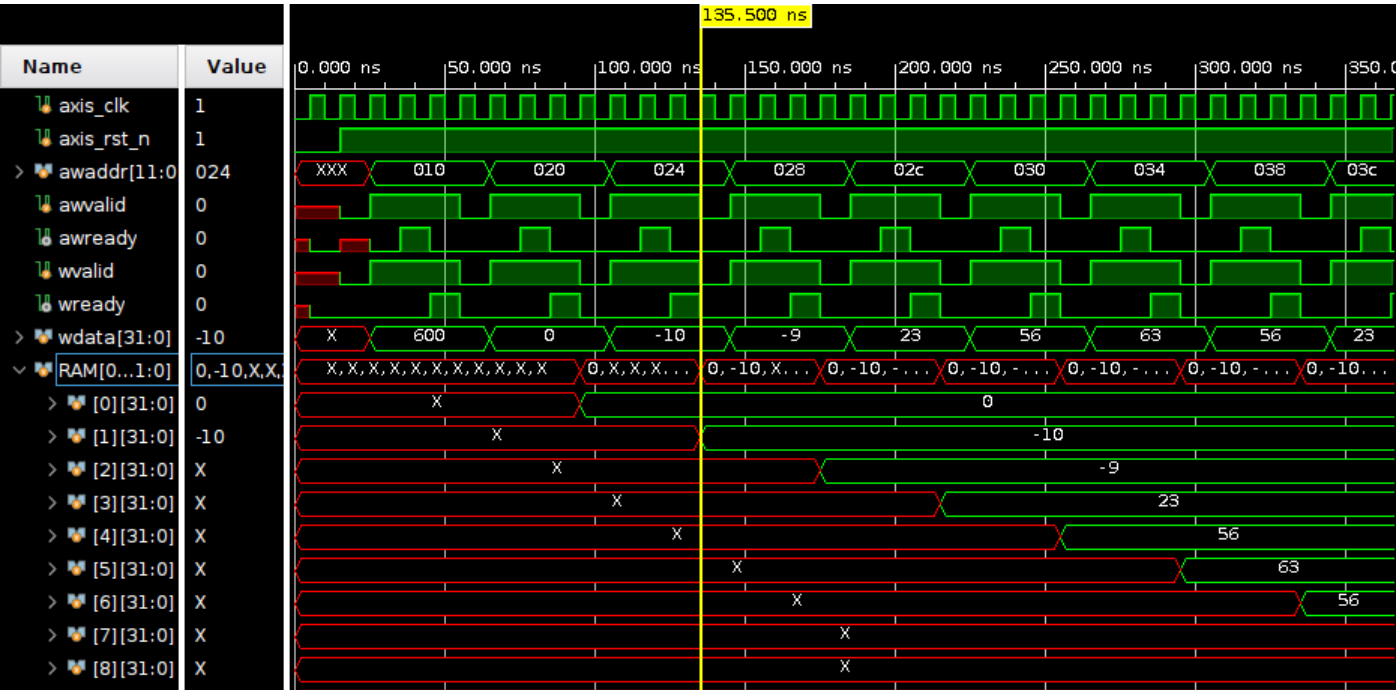 135.500 ns
Name Value 0.000 ns 50.000 ns 100.000 ns 150.000 ns 200.000 ns 250.000 ns 300.000 ns 350.0
axis_clk 1
axis_rst_n 1
awaddr[11:0 024 XXX 010 020 024 028 02c 030 034 038 03c
awvalid 0
awready 0
wvalid 0
wready 0
wdata[31:0] -10 X 600 0 -10 -9 23 56 63 56 23
RAM[0...1:0] 0,-10,X,X, X,X,X,X,X,X,X,X,X,X,X 0,X,X,X... 0,-10,X... 0,-10,-... 0,-10,-... 0,-10,-... 0,-10,-... 0,-10...
[0][31:0] 0 X 0
[1][31:0] -10 X -10
[2][31:0] X X -9
[3][31:0] X X 23
[4][31:0] X X 56
[5][31:0] X X 63
[6][31:0] X X 56
[7][31:0] X X
[8][31:0] X X